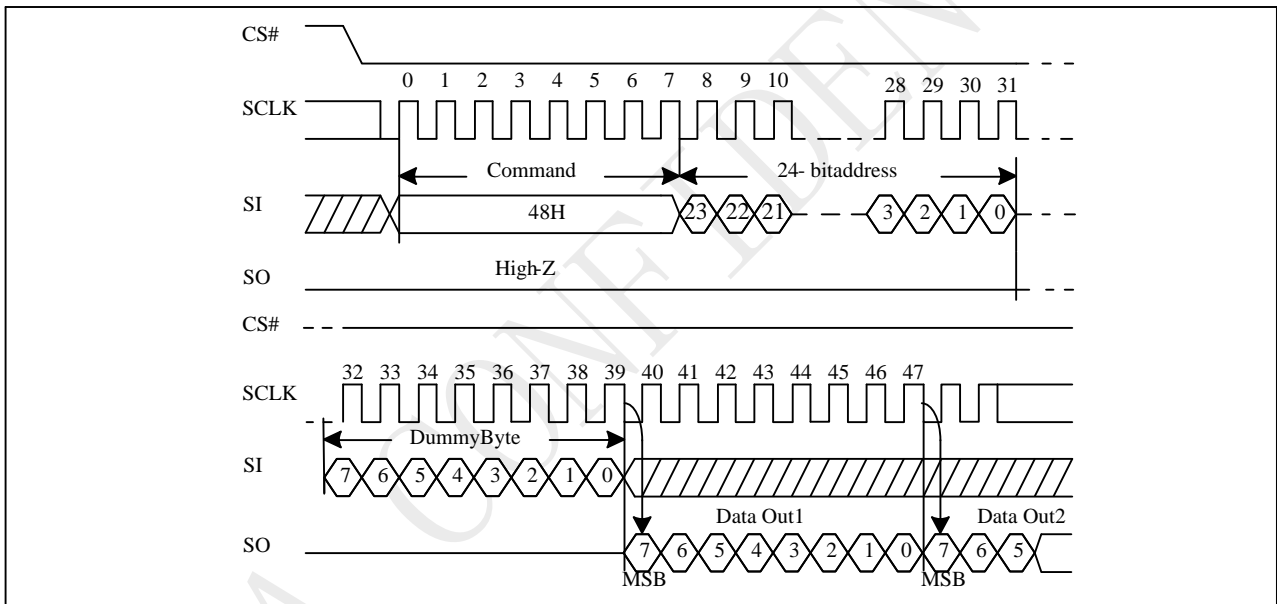 CS#
0 1 2 3 4 5 6 7 8 9 10 28 29 30 31
SCLK
Command 24- bitaddress
SI 48H 23 22 21 3 2 1 0
High-Z
SO
CS#
32 33 34 35 36 37 38 39 40 41 42 43 44 45 46 47
SCLK
DummyByte
SI 7 6 5 4 3 2 1 0
Data Out1 Data Out2
SO 7 6 5 4 3 2 1 0 7 6 5
MSB MSB